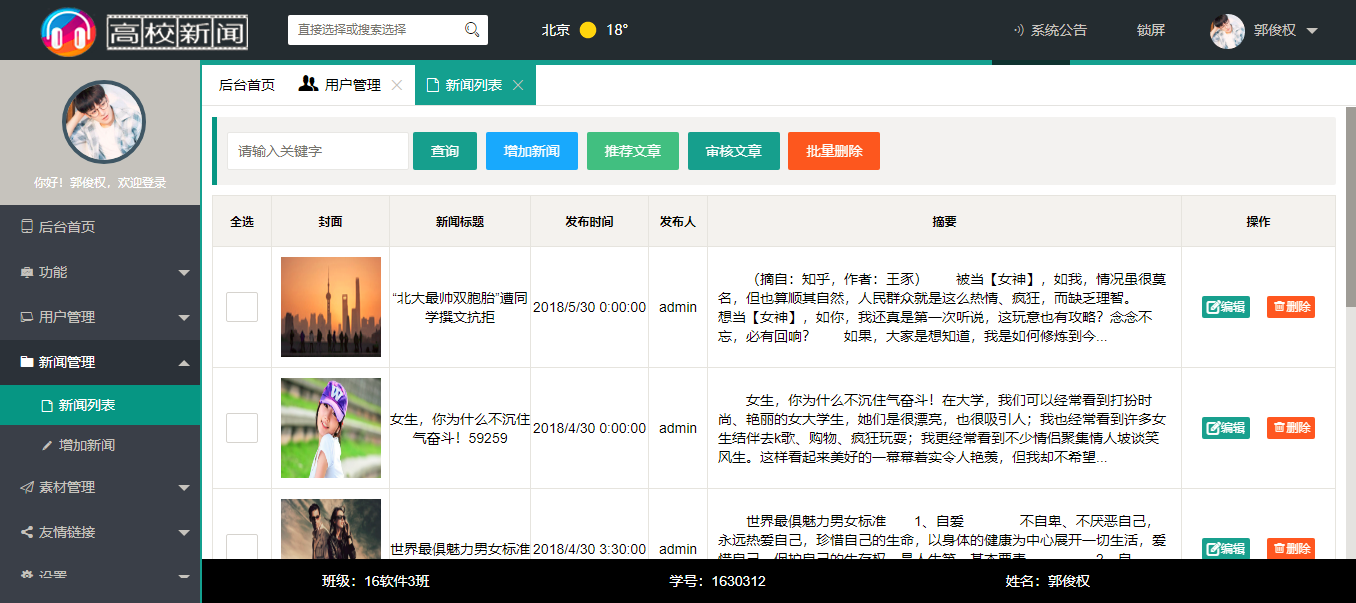 高校新闻
直接选择或搜索选择
北京 18°
系统公告
锁屏
郭俊权
你好！郭俊权，欢迎登录
后台首页
功能
用户管理
新闻管理
新闻列表
增加新闻
素材管理
友情链接
设置
后台首页 用户管理 新闻列表
请输入关键字 查询 增加新闻 推荐文章 审核文章 批量删除
全选 封面 新闻标题 发布时间 发布人 摘要 操作
“北大最帅双胞胎”遭同
学撰文抗拒
2018/5/30 0:00:00
admin
（摘自：知乎，作者：王豖） 被当【女神】，如我，情况虽很莫
名，但也算顺其自然，人民群众就是这么热情、疯狂，而缺乏理智。
想当【女神】，如你，我还真是第一次听说，这玩意也有攻略？念念不
忘，必有回响？ 如果，大家是想知道，我是如何修炼到今...
编辑 删除
女生，你为什么不沉住
气奋斗！59259
2018/4/30 0:00:00
admin
女生，你为什么不沉住气奋斗！在大学，我们可以经常看到打扮时
尚、艳丽的女大学生，她们是很漂亮，也很吸引人；我也经常看到许多女
生结伴去k歌、购物、疯狂玩耍；我更经常看到不少情侣聚集情人坡谈笑
风生。这样看起来美好的一幕幕着实令人艳羡，但我却不希望...
编辑 删除
世界最俱魅力男女标准
2018/4/30 3:30:00
admin
世界最俱魅力男女标准 1、自爱 不自卑、不厌恶自己，
永远热爱自己，珍惜自己的生命，以身体的健康为中心展开一切生活，爱
惜自己，保护自己的生存权，是人生第一基本要素。 2、自
编辑 删除
班级：16软件3班 学号：1630312 姓名：郭俊权